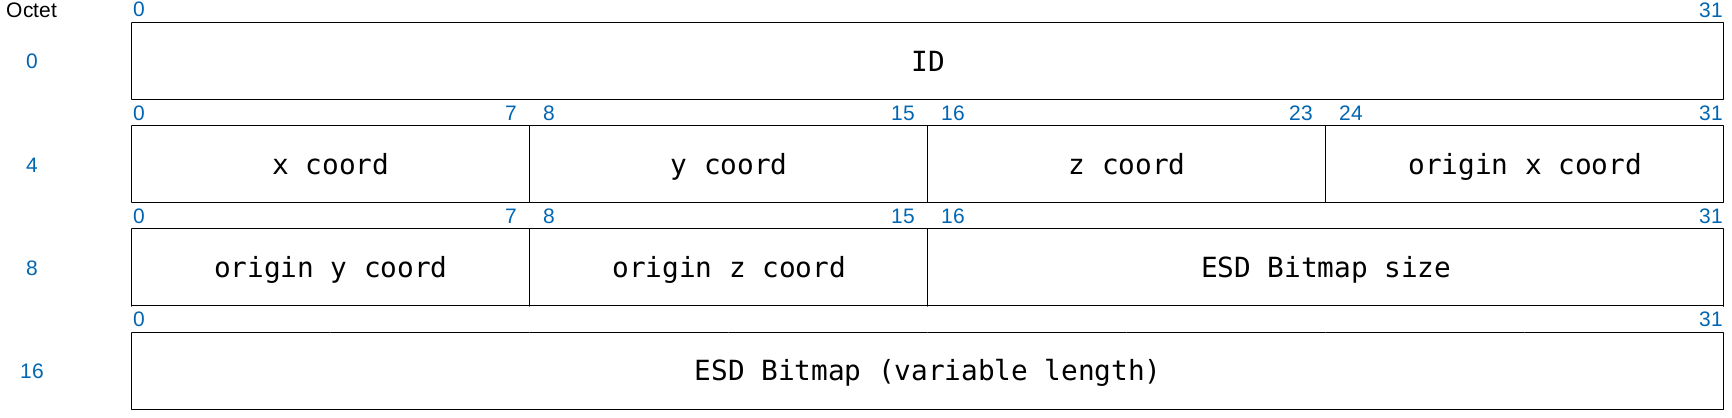 Octet 0 31
0 ID
0 7 8 15 16 23 24 31
4 x coord y coord z coord origin x coord
0 7 8 15 16 31
8 origin y coord origin z coord ESD Bitmap size
0 31
16 ESD Bitmap (variable length)